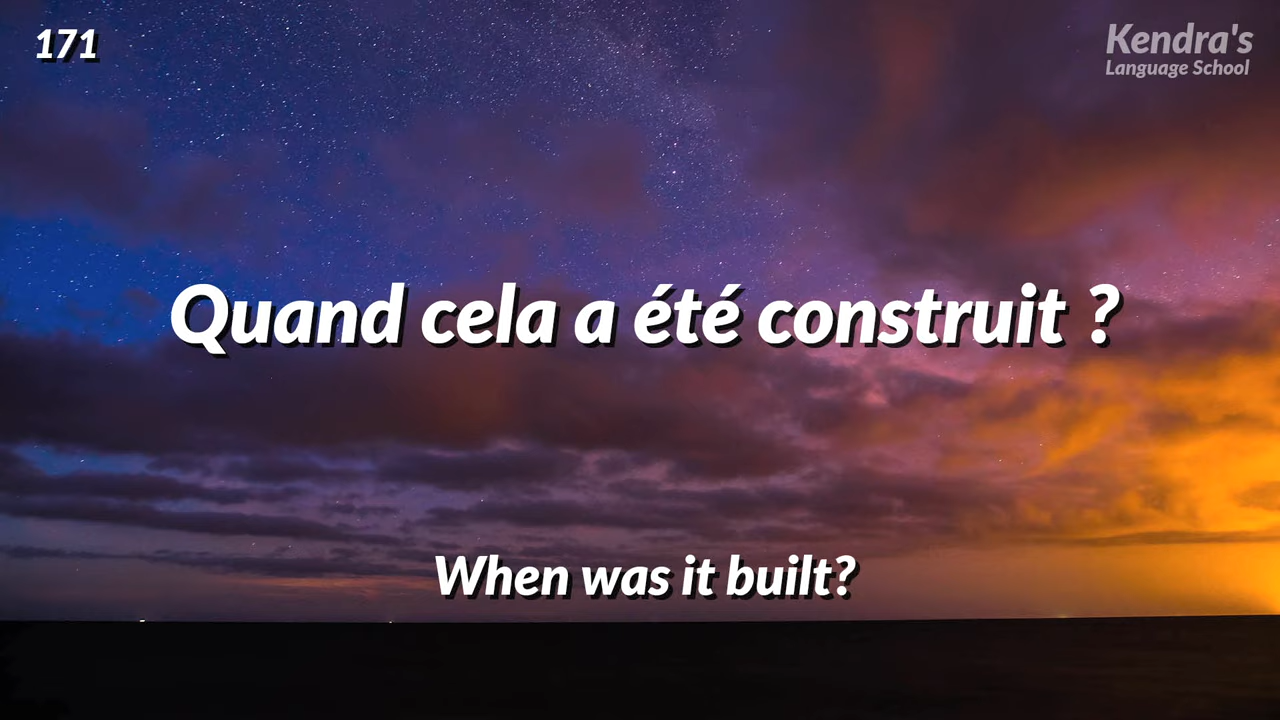 171
Kendra's
Language School
Quand cela a été construit ?
When was it built?